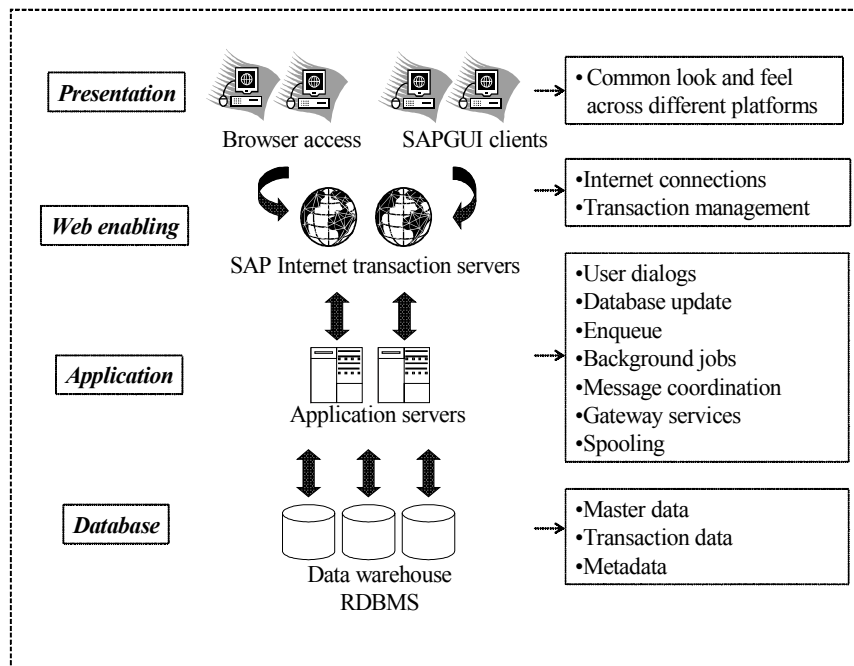 Presentation
Browser access
SAPGUI clients
•Common look and feel
across different platforms
Web enabling
SAP Internet transaction servers
•Internet connections
•Transaction management
Application
Application servers
•User dialogs
•Database update
•Enqueue
•Background jobs
•Message coordination
•Gateway services
•Spooling
Database
Data warehouse
RDBMS
•Master data
•Transaction data
•Metadata